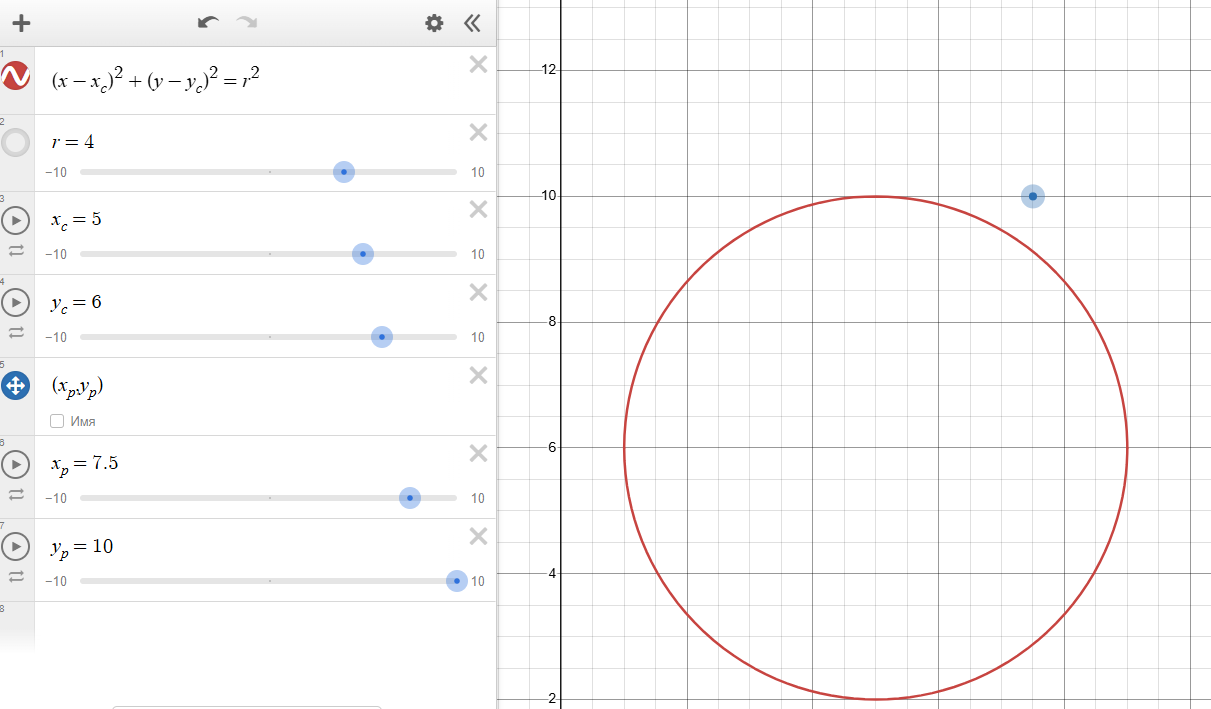 1
(x − x_c)² + (y − y_c)² = r²
2
r = 4
−10 10
3
x_c = 5
−10 10
4
y_c = 6
−10 10
5
(x_p,y_p)
Имя
6
x_p = 7.5
−10 10
7
y_p = 10
−10 10
8
12
10
8
6
4
2